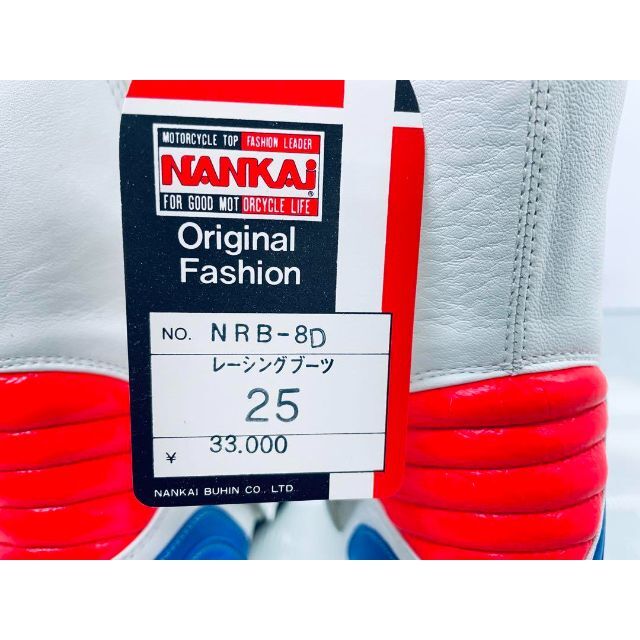 MOTORCYCLE TOP FASHION LEADER
NANKAi®
FOR GOOD MOTORCYCLE LIFE
Original
Fashion
NO. NRB-8D
レーシングブーツ
25
¥ 33.000
NANKAI BUHIN CO., LTD.